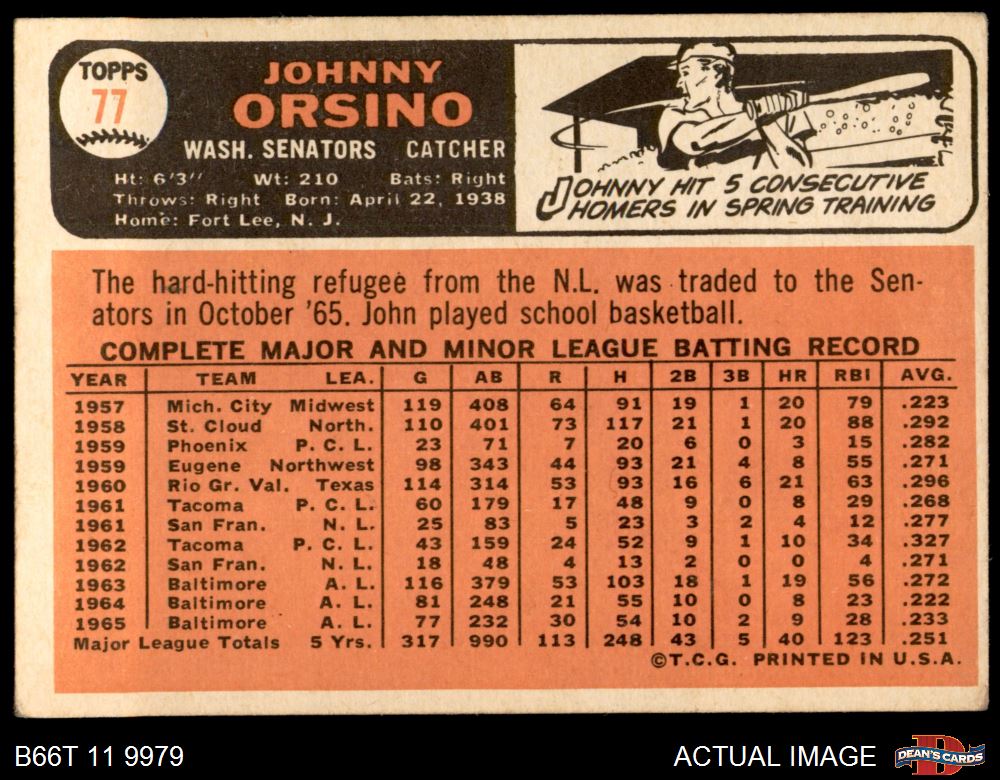 TOPPS
77
JOHNNY
ORSINO
WASH. SENATORS CATCHER
Ht: 6'3" Wt: 210 Bats: Right
Throws: Right Born: April 22, 1938
Home: Fort Lee, N. J.
JOHNNY HIT 5 CONSECUTIVE
HOMERS IN SPRING TRAINING
The hard-hitting refugee from the N.L. was traded to the Sen-
ators in October '65. John played school basketball.
COMPLETE MAJOR AND MINOR LEAGUE BATTING RECORD
YEAR TEAM LEA. G AB R H 2B 3B HR RBI AVG.
1957 Mich. City Midwest 119 408 64 91 19 1 20 79 .223
1958 St. Cloud North. 110 401 73 117 21 1 20 88 .292
1959 Phoenix P. C. L. 23 71 7 20 6 0 3 15 .282
1959 Eugene Northwest 98 343 44 93 21 4 8 55 .271
1960 Rio Gr. Val. Texas 114 314 53 93 16 6 21 63 .296
1961 Tacoma P. C. L. 60 179 17 48 9 0 8 29 .268
1961 San Fran. N. L. 25 83 5 23 3 2 4 12 .277
1962 Tacoma P. C. L. 43 159 24 52 9 1 10 34 .327
1962 San Fran. N. L. 18 48 4 13 2 0 0 4 .271
1963 Baltimore A. L. 116 379 53 103 18 1 19 56 .272
1964 Baltimore A. L. 81 248 21 55 10 0 8 23 .222
1965 Baltimore A. L. 77 232 30 54 10 2 9 28 .233
Major League Totals 5 Yrs. 317 990 113 248 43 5 40 123 .251
©T.C.G. PRINTED IN U.S.A.
B66T 11 9979
ACTUAL IMAGE
DEAN'S CARDS